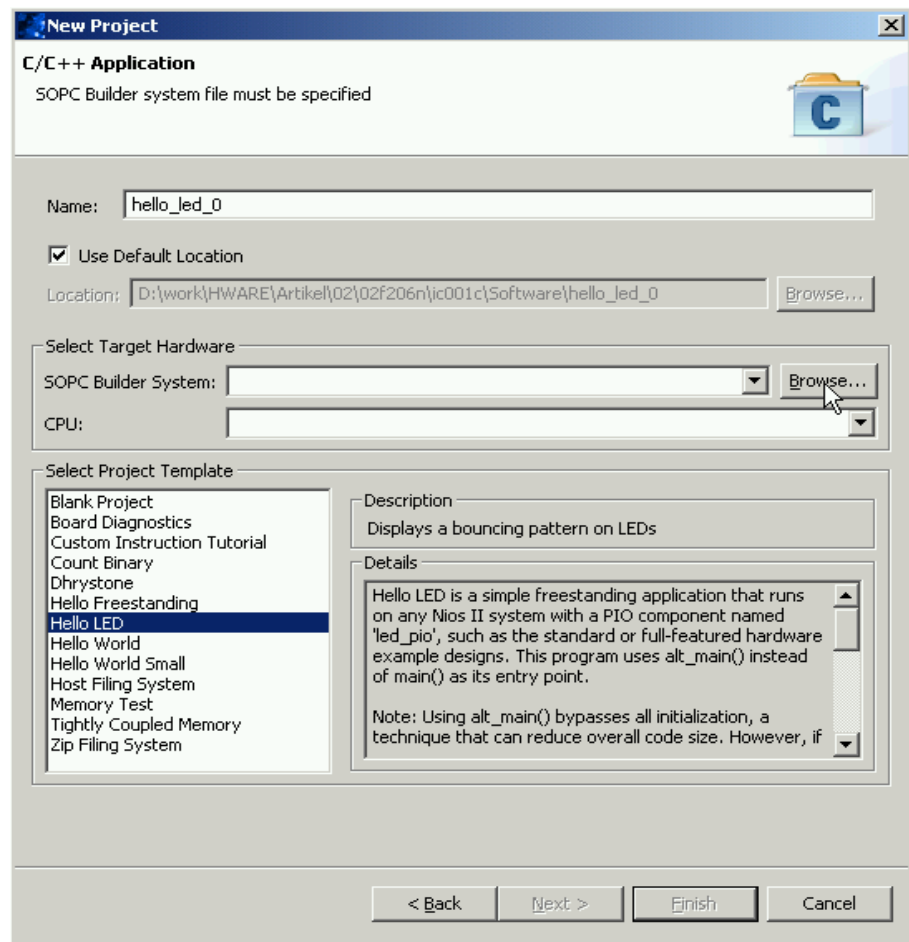 New Project
C/C++ Application
SOPC Builder system file must be specified
C
Name: hello_led_0
Use Default Location
Location: D:\work\HWARE\Artikel\02\02f206n\ic001c\Software\hello_led_0 Browse...
Select Target Hardware
SOPC Builder System: Browse...
CPU:
Select Project Template
Blank Project
Board Diagnostics
Custom Instruction Tutorial
Count Binary
Dhrystone
Hello Freestanding
Hello LED
Hello World
Hello World Small
Host Filing System
Memory Test
Tightly Coupled Memory
Zip Filing System
Description
Displays a bouncing pattern on LEDs
Details
Hello LED is a simple freestanding application that runs
on any Nios II system with a PIO component named
'led_pio', such as the standard or full-featured hardware
example designs. This program uses alt_main() instead
of main() as its entry point.
Note: Using alt_main() bypasses all initialization, a
technique that can reduce overall code size. However, if
< Back Next > Finish Cancel